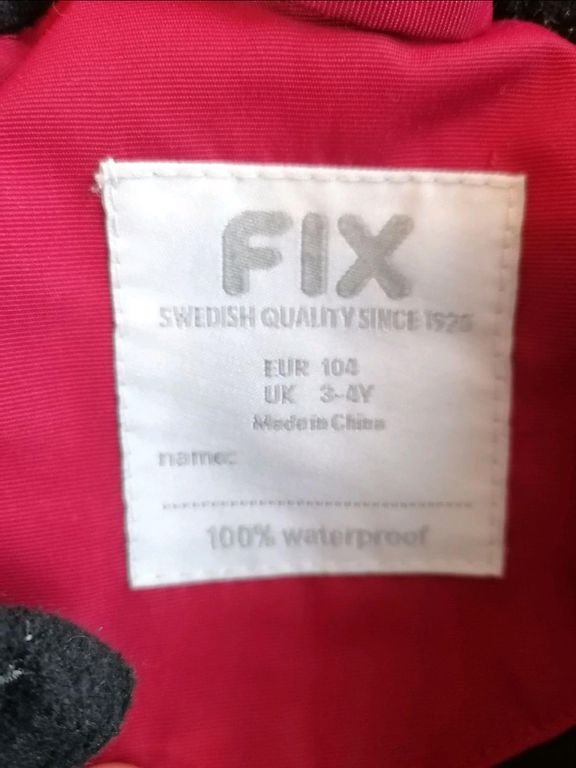 FIX
SWEDISH QUALITY SINCE 1925
EUR 104
UK 3-4Y
Made in China
name:
100% waterproof